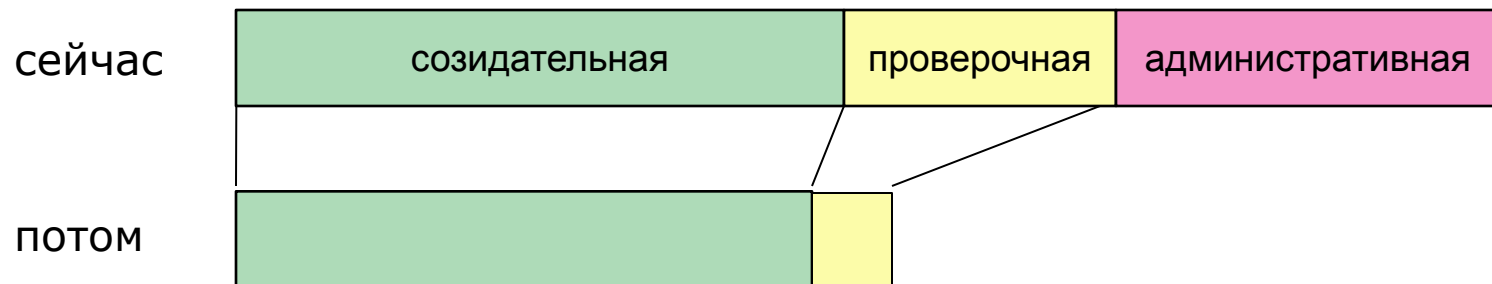 сейчас созидательная проверочная административная
потом